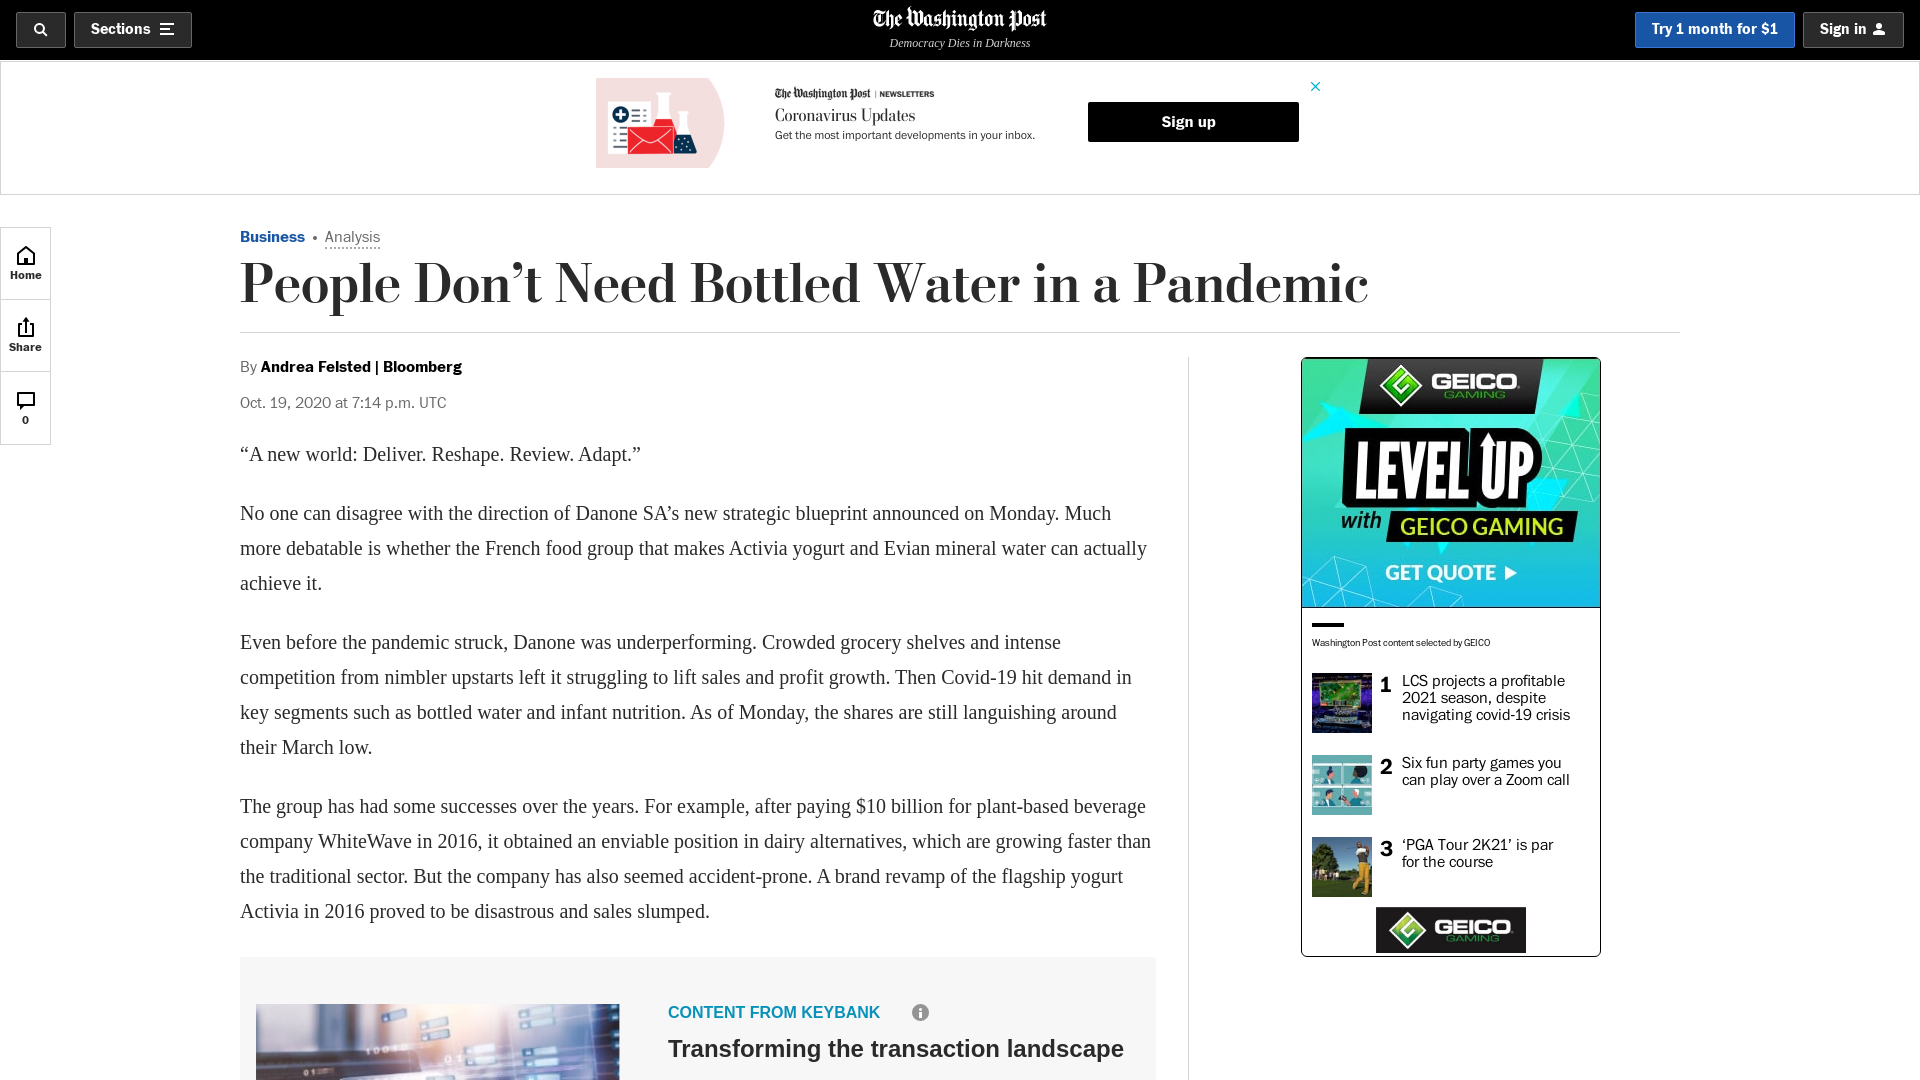 Sections
The Washington Post
Democracy Dies in Darkness
Try 1 month for $1
Sign in
The Washington Post | NEWSLETTERS
Coronavirus Updates
Get the most important developments in your inbox.
Sign up
Home
Share
0
Business • Analysis
People Don’t Need Bottled Water in a Pandemic
By Andrea Felsted | Bloomberg
Oct. 19, 2020 at 7:14 p.m. UTC
“A new world: Deliver. Reshape. Review. Adapt.”
No one can disagree with the direction of Danone SA’s new strategic blueprint announced on Monday. Much
more debatable is whether the French food group that makes Activia yogurt and Evian mineral water can actually
achieve it.
Even before the pandemic struck, Danone was underperforming. Crowded grocery shelves and intense
competition from nimbler upstarts left it struggling to lift sales and profit growth. Then Covid-19 hit demand in
key segments such as bottled water and infant nutrition. As of Monday, the shares are still languishing around
their March low.
The group has had some successes over the years. For example, after paying $10 billion for plant-based beverage
company WhiteWave in 2016, it obtained an enviable position in dairy alternatives, which are growing faster than
the traditional sector. But the company has also seemed accident-prone. A brand revamp of the flagship yogurt
Activia in 2016 proved to be disastrous and sales slumped.
CONTENT FROM KEYBANK
Transforming the transaction landscape
GEICO
GAMING
LEVEL UP
with GEICO GAMING
GET QUOTE
Washington Post content selected by GEICO
1 LCS projects a profitable
2021 season, despite
navigating covid-19 crisis
2 Six fun party games you
can play over a Zoom call
3 ‘PGA Tour 2K21’ is par
for the course
GEICO
GAMING